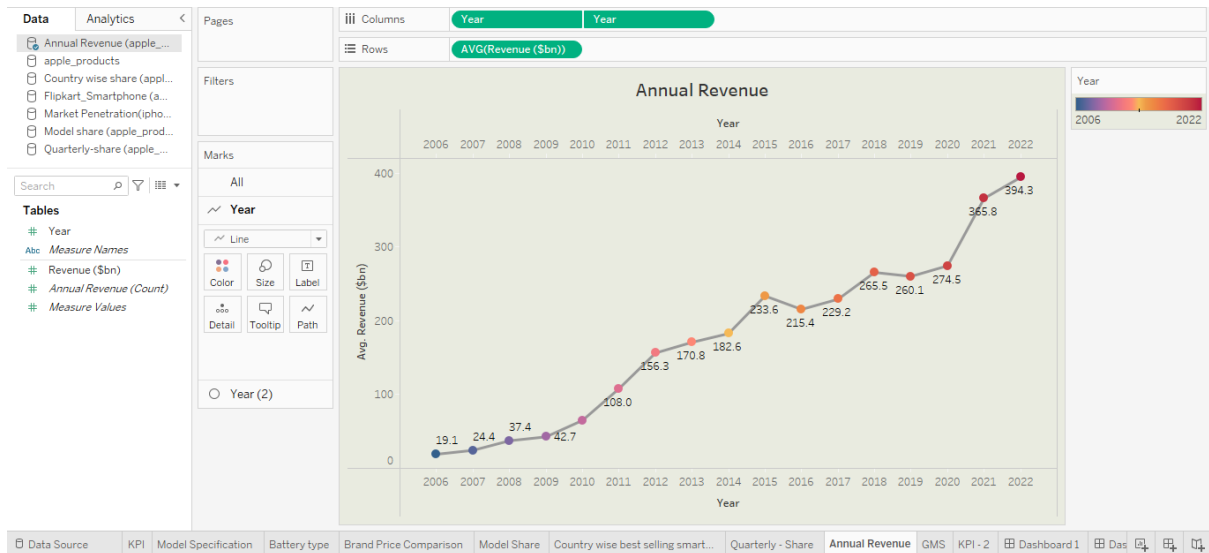 Data Analytics <
Annual Revenue (apple_...
apple_products
Country wise share (appl...
Flipkart_Smartphone (a...
Market Penetration(ipho...
Model share (apple_prod...
Quarterly-share (apple_...
Search
Tables
# Year
Abc Measure Names
# Revenue ($bn)
# Annual Revenue (Count)
# Measure Values
Pages
Filters
Marks
All
Year
Line
Color Size Label
Detail Tooltip Path
Year (2)
Columns Year Year
Rows AVG(Revenue ($bn))
Annual Revenue
Year
2006 2007 2008 2009 2010 2011 2012 2013 2014 2015 2016 2017 2018 2019 2020 2021 2022
Avg. Revenue ($bn)
400
300
200
100
0
19.1
24.4
37.4
42.7
108.0
156.3
170.8
182.6
233.6
215.4
229.2
265.5
260.1
274.5
365.8
394.3
2006 2007 2008 2009 2010 2011 2012 2013 2014 2015 2016 2017 2018 2019 2020 2021 2022
Year
Year
2006 2022
Data Source KPI Model Specification Battery type Brand Price Comparison Model Share Country wise best selling smart... Quarterly - Share Annual Revenue GMS KPI - 2 Dashboard 1 Das